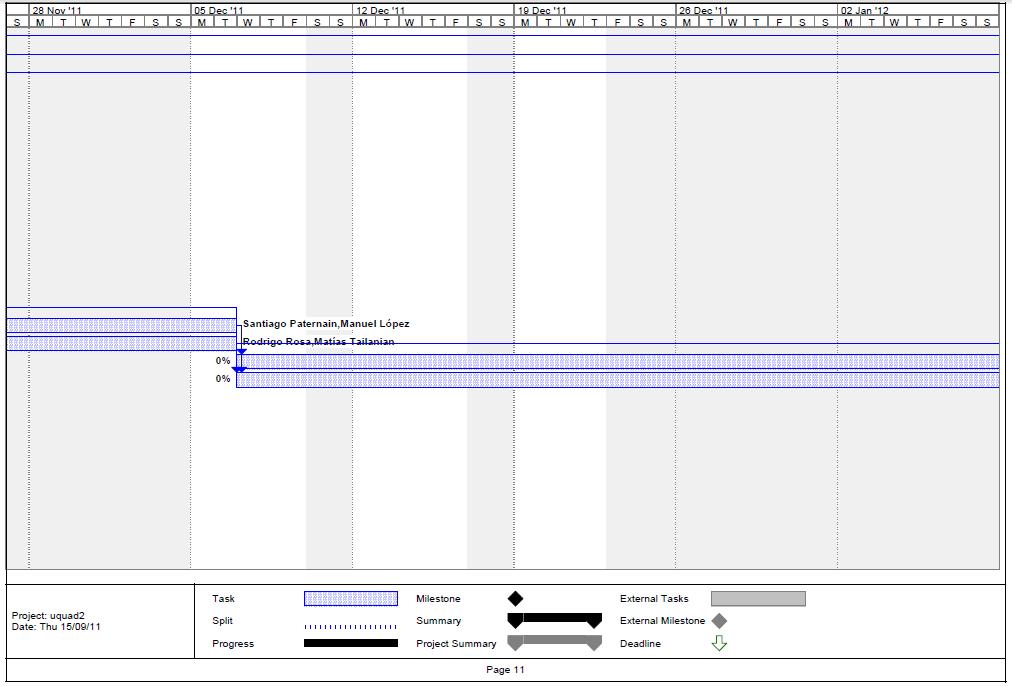 28 Nov '11 05 Dec '11 12 Dec '11 19 Dec '11 26 Dec '11 02 Jan '12
S M T W T F S S M T W T F S S M T W T F S S M T W T F S S M T W T F S S M T W T F S S
Santiago Paternain,Manuel López
Rodrigo Rosa,Matías Tailanian
0%
0%
Project: uquad2
Date: Thu 15/09/11
Task
Split
Progress
Milestone
Summary
Project Summary
External Tasks
External Milestone
Deadline
Page 11